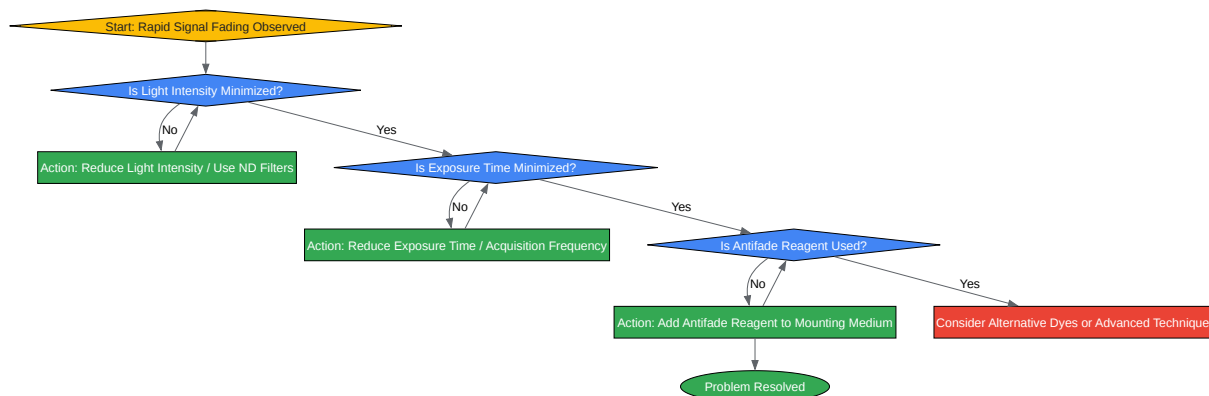 Start: Rapid Signal Fading Observed
Is Light Intensity Minimized?
No
Yes
Action: Reduce Light Intensity / Use ND Filters
Is Exposure Time Minimized?
No
Yes
Action: Reduce Exposure Time / Acquisition Frequency
Is Antifade Reagent Used?
No
Yes
Action: Add Antifade Reagent to Mounting Medium
Consider Alternative Dyes or Advanced Technique
Problem Resolved